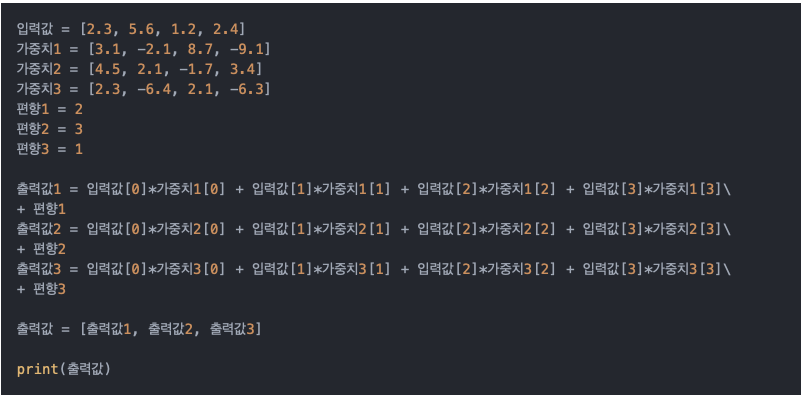 입력값 = [2.3, 5.6, 1.2, 2.4]
가중치1 = [3.1, -2.1, 8.7, -9.1]
가중치2 = [4.5, 2.1, -1.7, 3.4]
가중치3 = [2.3, -6.4, 2.1, -6.3]
편향1 = 2
편향2 = 3
편향3 = 1
출력값1 = 입력값[0]*가중치1[0] + 입력값[1]*가중치1[1] + 입력값[2]*가중치1[2] + 입력값[3]*가중치1[3]\
+ 편향1
출력값2 = 입력값[0]*가중치2[0] + 입력값[1]*가중치2[1] + 입력값[2]*가중치2[2] + 입력값[3]*가중치2[3]\
+ 편향2
출력값3 = 입력값[0]*가중치3[0] + 입력값[1]*가중치3[1] + 입력값[2]*가중치3[2] + 입력값[3]*가중치3[3]\
+ 편향3
출력값 = [출력값1, 출력값2, 출력값3]
print(출력값)